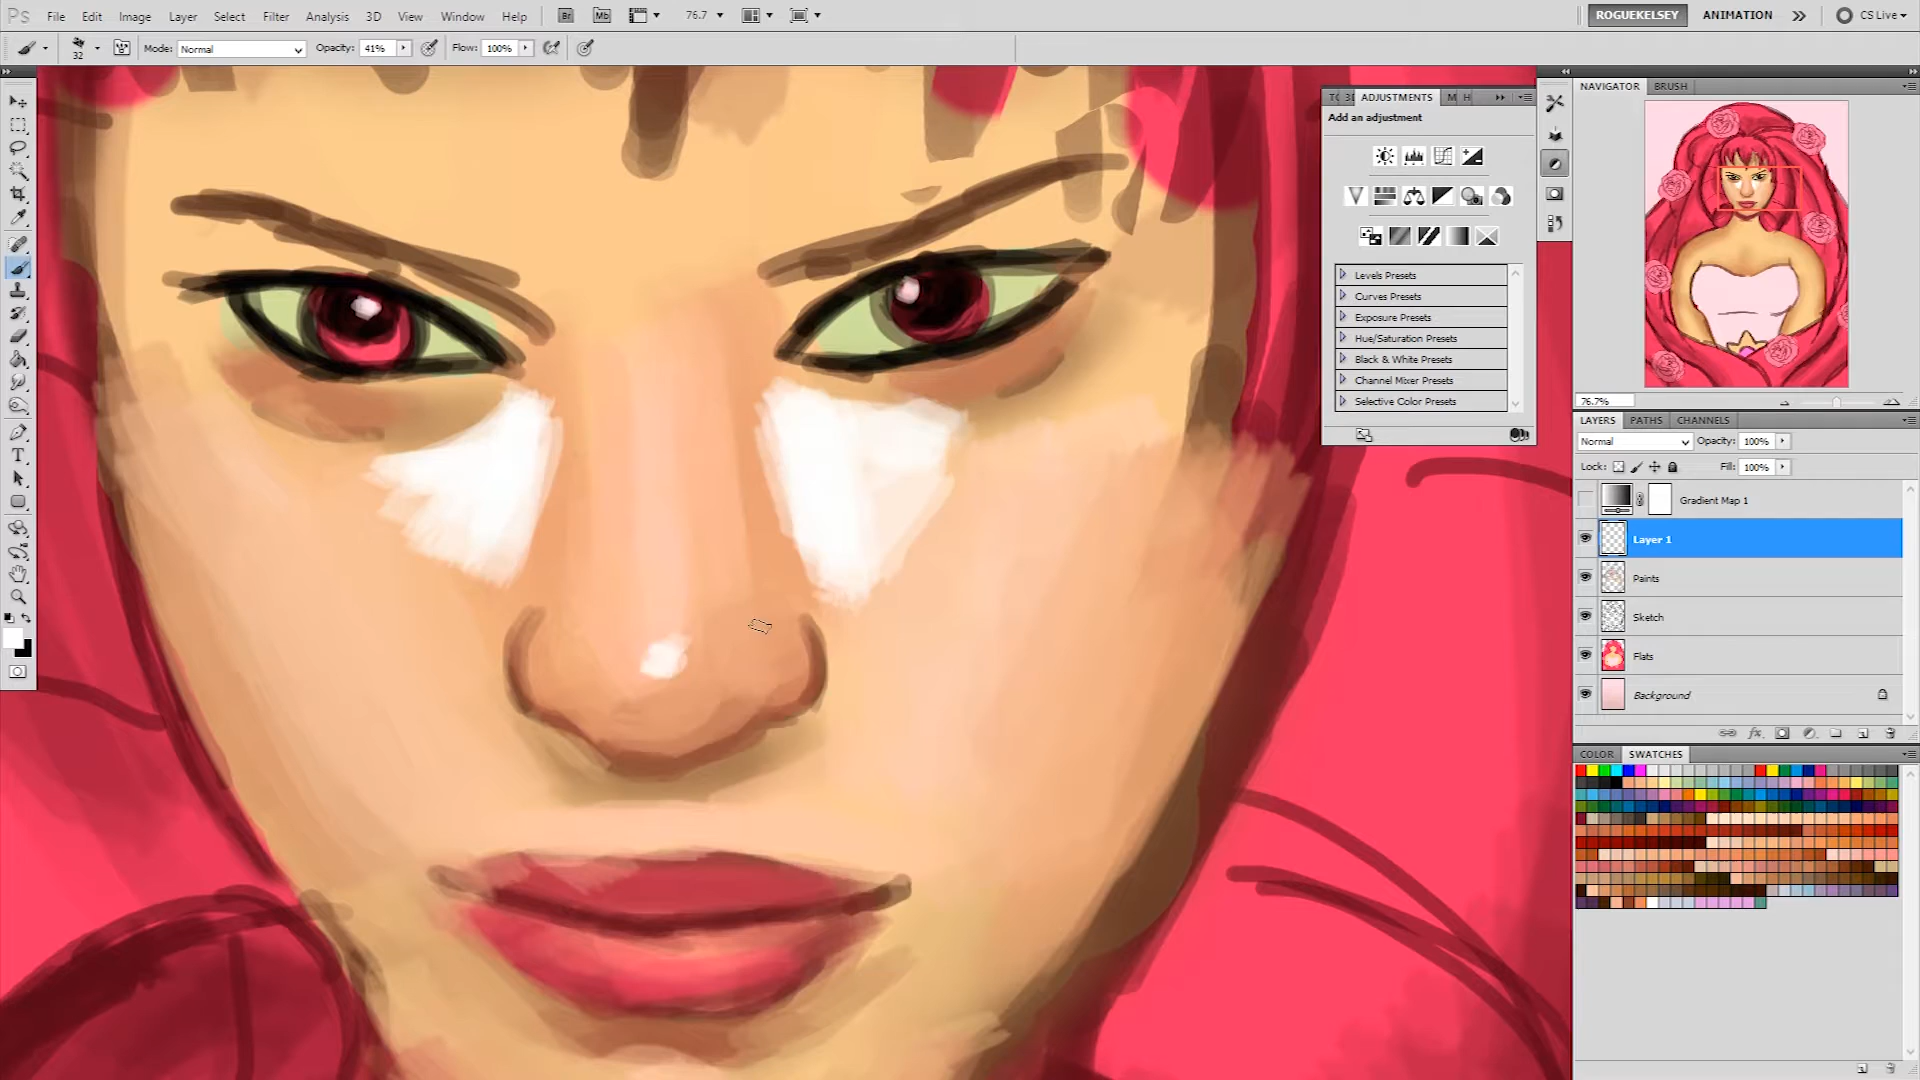 Ps File Edit Image Layer Select Filter Analysis 3D View Window Help Br Mb 76.7 ROGUEKELSEY ANIMATION CS Live
32 Mode: Normal Opacity: 41% Flow: 100%
NAVIGATOR BRUSH
3D ADJUSTMENTS M H
Add an adjustment
Levels Presets
Curves Presets
Exposure Presets
Hue/Saturation Presets
Black & White Presets
Channel Mixer Presets
Selective Color Presets
76.7%
LAYERS PATHS CHANNELS
Normal Opacity: 100%
Lock: Fill: 100%
Gradient Map 1
Layer 1
Paints
Sketch
Flats
Background
fx
COLOR SWATCHES
T